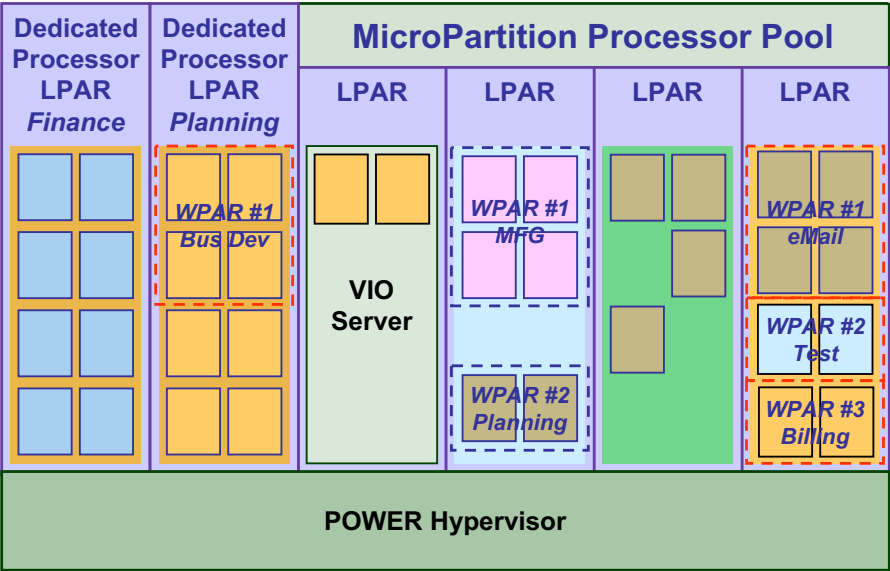 Dedicated
Processor
LPAR
Finance
Dedicated
Processor
LPAR
Planning
MicroPartition Processor Pool
LPAR
LPAR
LPAR
LPAR
WPAR #1
Bus Dev
VIO
Server
WPAR #1
MFG
WPAR #2
Planning
WPAR #1
eMail
WPAR #2
Test
WPAR #3
Billing
POWER Hypervisor